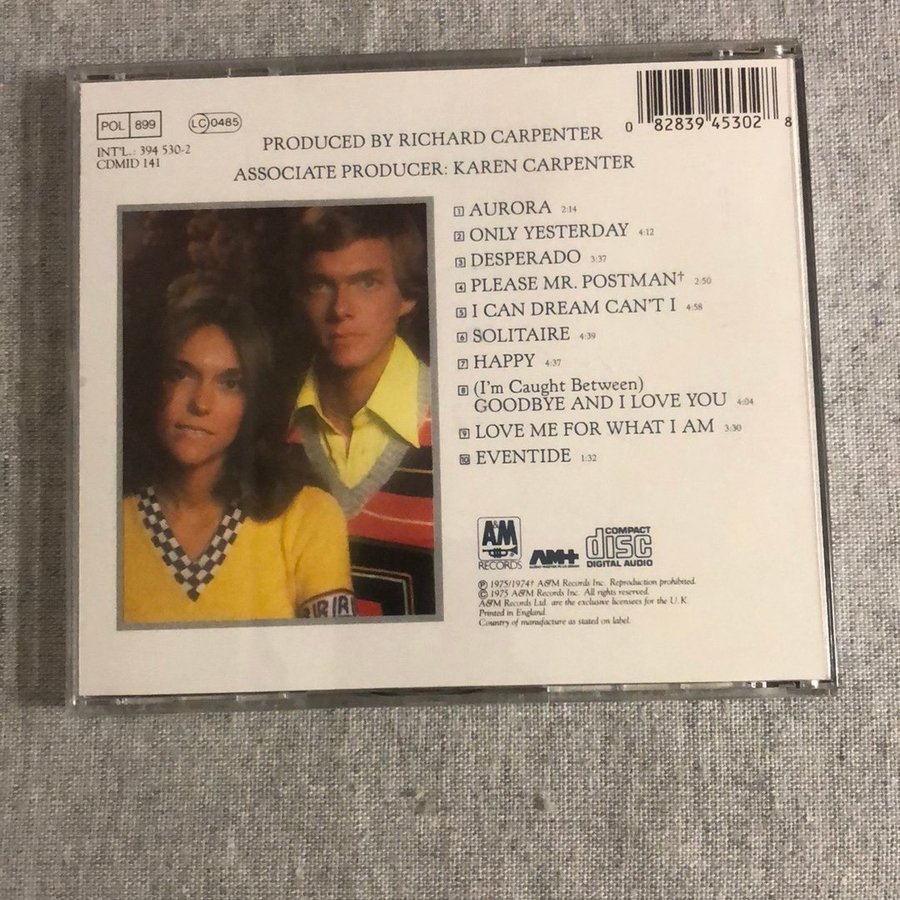 POL 899
LC 0485
INT'L.: 394 530-2
CDMID 141
0 82839 45302 8
PRODUCED BY RICHARD CARPENTER
ASSOCIATE PRODUCER: KAREN CARPENTER
1 AURORA 2:14
2 ONLY YESTERDAY 4:12
3 DESPERADO 3:37
4 PLEASE MR. POSTMAN† 2:50
5 I CAN DREAM CAN'T I 4:58
6 SOLITAIRE 4:39
7 HAPPY 4:37
8 (I'm Caught Between)
GOODBYE AND I LOVE YOU 4:04
9 LOVE ME FOR WHAT I AM 3:30
10 EVENTIDE 1:32
A&M
RECORDS
AM+
COMPACT
disc
DIGITAL AUDIO
℗ 1975/1974† A&M Records Inc. Reproduction prohibited.
© 1975 A&M Records Inc. All rights reserved.
A&M Records Ltd. are the exclusive licensees for the U.K.
Printed in England.
Country of manufacture as stated on label.